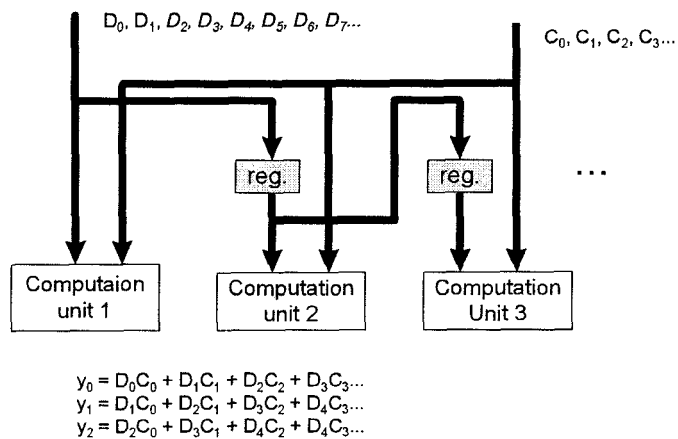 D₀, D₁, D₂, D₃, D₄, D₅, D₆, D₇...
C₀, C₁, C₂, C₃...
reg.
reg.
...
Computaion
unit 1
Computation
unit 2
Computation
Unit 3
y₀ = D₀C₀ + D₁C₁ + D₂C₂ + D₃C₃...
y₁ = D₁C₀ + D₂C₁ + D₃C₂ + D₄C₃...
y₂ = D₂C₀ + D₃C₁ + D₄C₂ + D₄C₃...